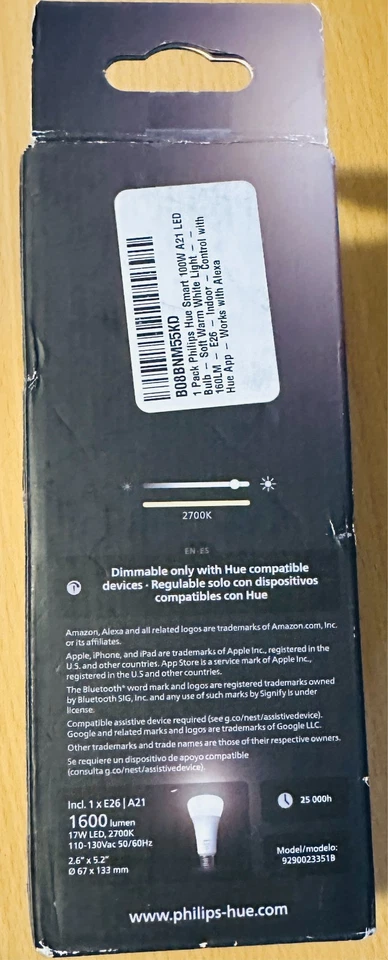 B08BNM55KD
1 Pack Philips Hue Smart 100W A21 LED
Bulb - Soft Warm White Light - -
160LM - E26 - Indoor - Control with
Hue App - Works with Alexa
2700K
EN·ES
Dimmable only with Hue compatible
devices · Regulable solo con dispositivos
compatibles con Hue
Amazon, Alexa and all related logos are trademarks of Amazon.com, Inc.
or its affiliates.
Apple, iPhone, and iPad are trademarks of Apple Inc., registered in the
U.S. and other countries. App Store is a service mark of Apple Inc.,
registered in the U.S and other countries.
The Bluetooth® word mark and logos are registered trademarks owned
by Bluetooth SIG, Inc. and any use of such marks by Signify is under
license.
Compatible assistive device required (see g.co/nest/assistivedevice).
Google and related marks and logos are trademarks of Google LLC.
Other trademarks and trade names are those of their respective owners.
Se requiere un dispositivo de apoyo compatible
(consulta g.co/nest/assistivedevice).
Incl. 1 x E26 | A21
1600 lumen
17W LED, 2700K
110-130Vac 50/60Hz
2.6" x 5.2"
Ø 67 x 133 mm
25 000h
Model/modelo:
9290023351B
www.philips-hue.com